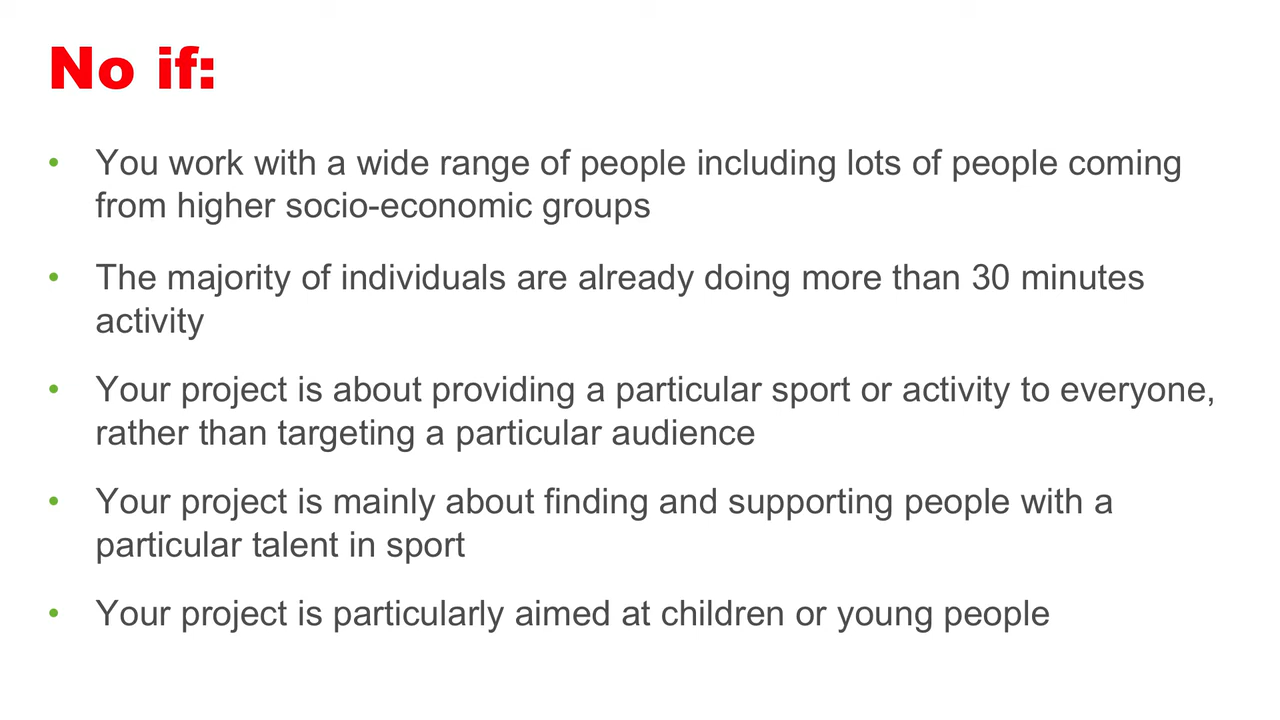 No if:
• You work with a wide range of people including lots of people coming
from higher socio-economic groups
• The majority of individuals are already doing more than 30 minutes
activity
• Your project is about providing a particular sport or activity to everyone,
rather than targeting a particular audience
• Your project is mainly about finding and supporting people with a
particular talent in sport
• Your project is particularly aimed at children or young people